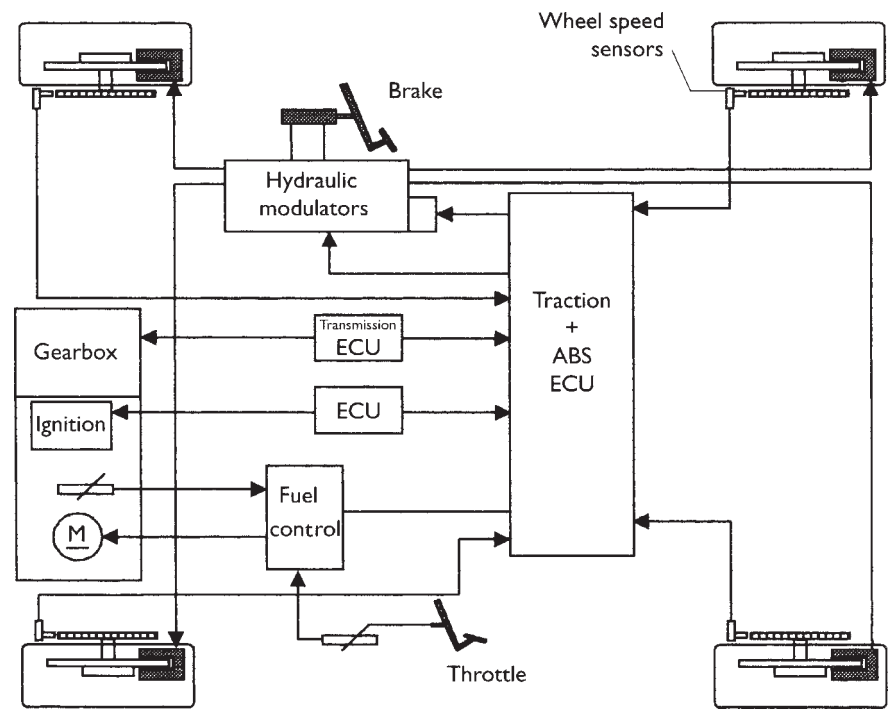 Wheel speed
sensors
Brake
Hydraulic
modulators
Traction
+
ABS
ECU
Transmission
ECU
Gearbox
ECU
Ignition
Fuel
control
M
Throttle